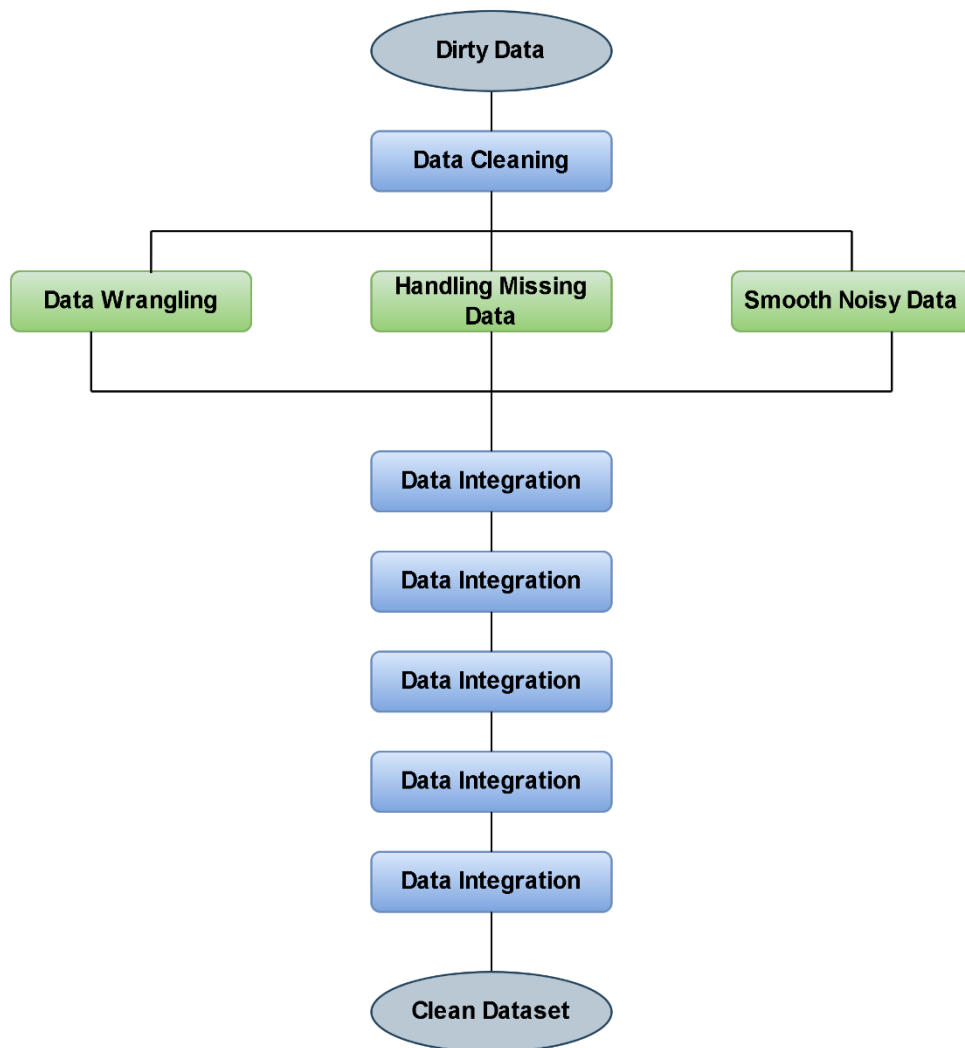 Dirty Data
Data Cleaning
Data Wrangling
Handling Missing
Data
Smooth Noisy Data
Data Integration
Data Integration
Data Integration
Data Integration
Data Integration
Clean Dataset